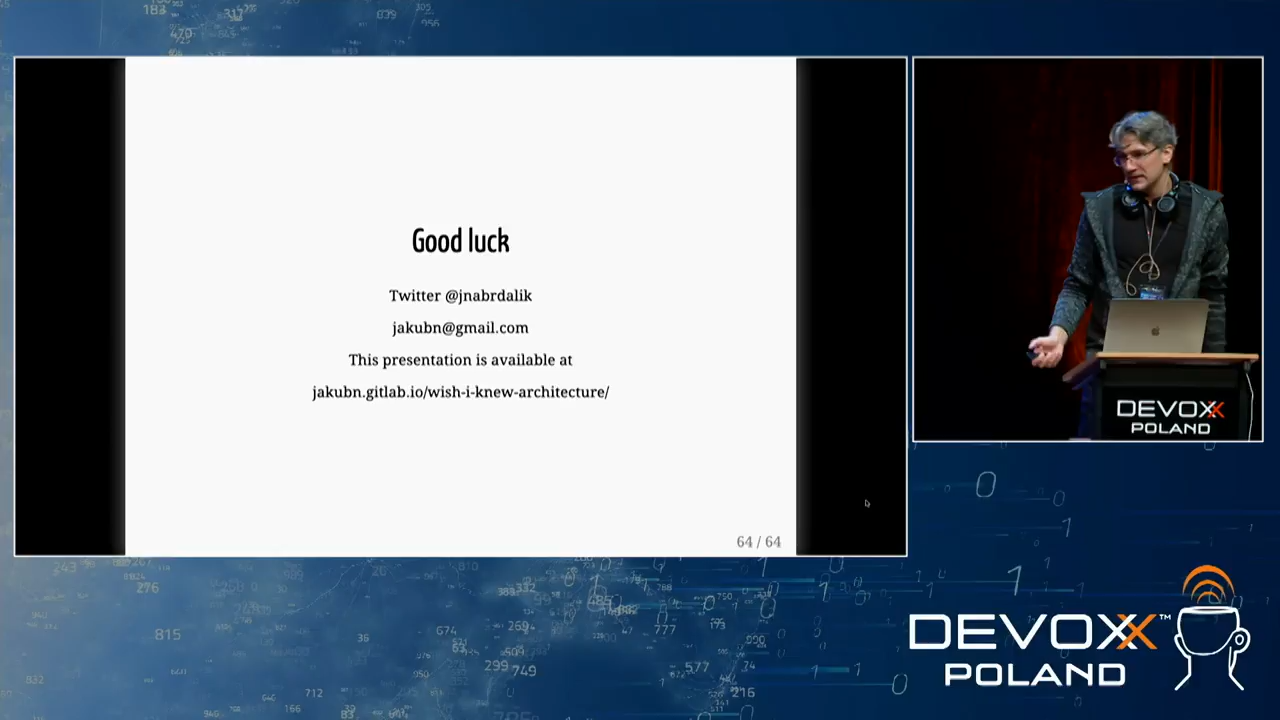 Good luck
Twitter @jnabrdalik
jakubn@gmail.com
This presentation is available at
jakubn.gitlab.io/wish-i-knew-architecture/
64 / 64
DEVOXX
POLAND
DEVOXX™
POLAND